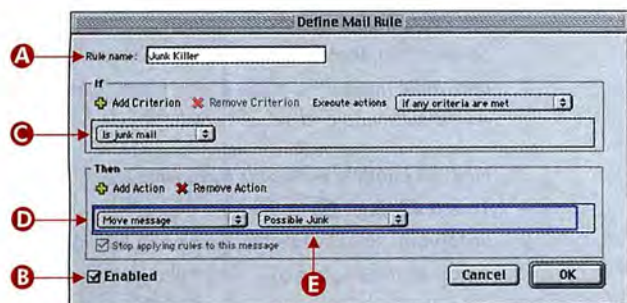 Define Mail Rule
A Rule name: Junk Killer
If
Add Criterion Remove Criterion Execute actions If any criteria are met
C Is junk mail
Then
Add Action Remove Action
D Move message Possible Junk
E
Stop applying rules to this message
B Enabled Cancel OK